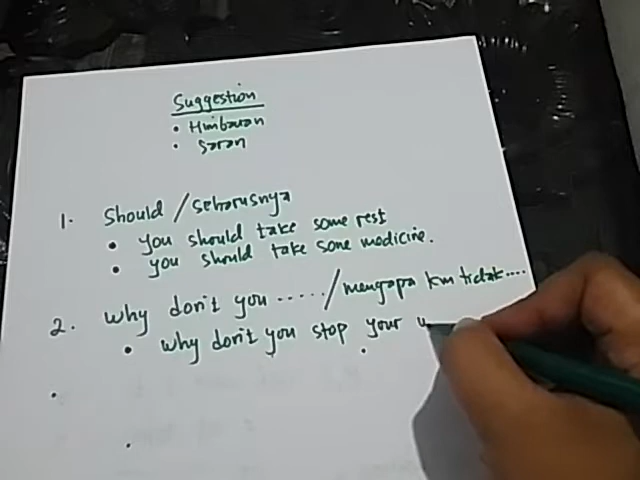 Suggestion
• Himbauan
• Saran
1. Should / seharusnya
• you should take some rest
• you should take some medicine.
2. Why don't you ..... / mengapa km tidak ....
• Why don't you stop your